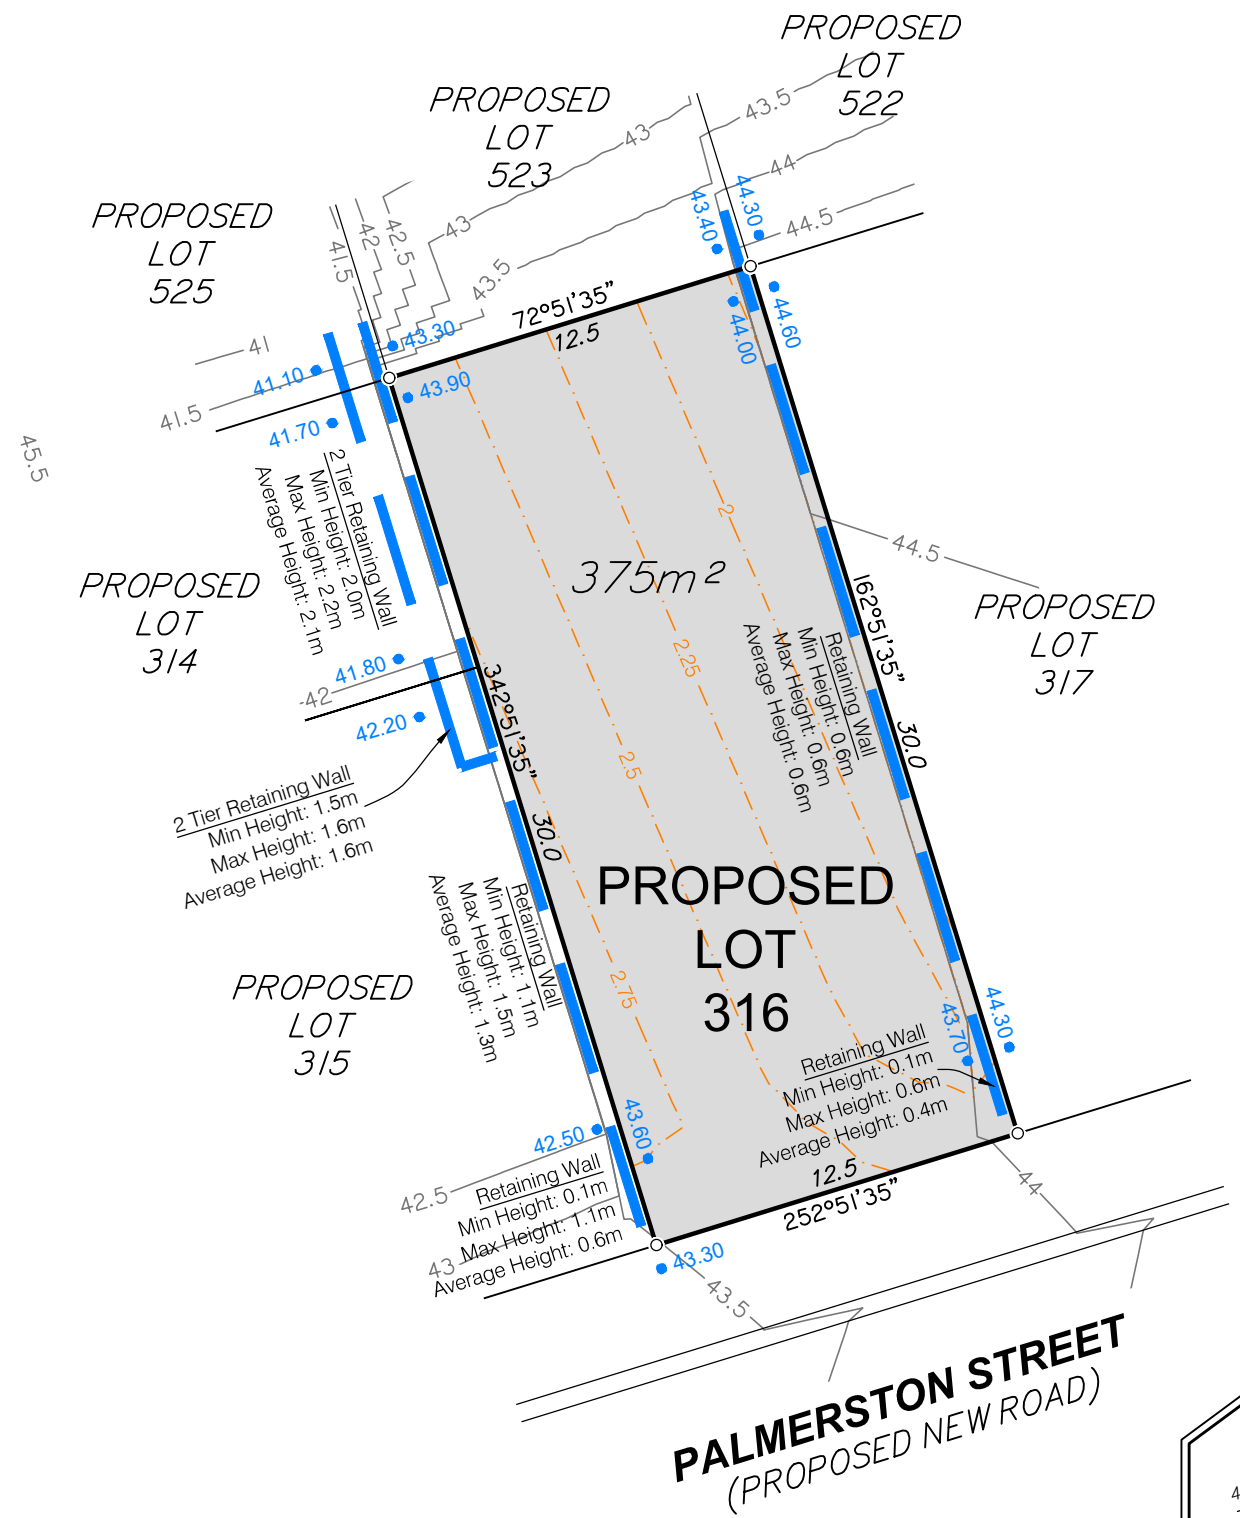 PROPOSED
LOT
522
PROPOSED
LOT
523
PROPOSED
LOT
525
43.5
43
44
44.5
42.5
42
41.5
43
43.5
43.40
44.30
41
41.5
45.5
72°51'35"
12.5
43.30
43.90
41.10
41.70
44.00
44.60
2 Tier Retaining Wall
Min Height: 2.0m
Max Height: 2.2m
Average Height: 2.1m
375m²
2
2.25
2.5
2.75
44.5
PROPOSED
LOT
314
PROPOSED
LOT
317
162°51'35"
30.0
Retaining Wall
Min Height: 0.6m
Max Height: 0.6m
Average Height: 0.6m
41.80
42
42.20
342°51'35"
30.0
2 Tier Retaining Wall
Min Height: 1.5m
Max Height: 1.6m
Average Height: 1.6m
Retaining Wall
Min Height: 1.1m
Max Height: 1.5m
Average Height: 1.3m
PROPOSED
LOT
316
PROPOSED
LOT
315
43.70
44.30
Retaining Wall
Min Height: 0.1m
Max Height: 0.6m
Average Height: 0.4m
42.50
43.60
42.5
Retaining Wall
Min Height: 0.1m
Max Height: 1.1m
Average Height: 0.6m
43
12.5
252°51'35"
44
43.30
43.5
PALMERSTON STREET
(PROPOSED NEW ROAD)
4